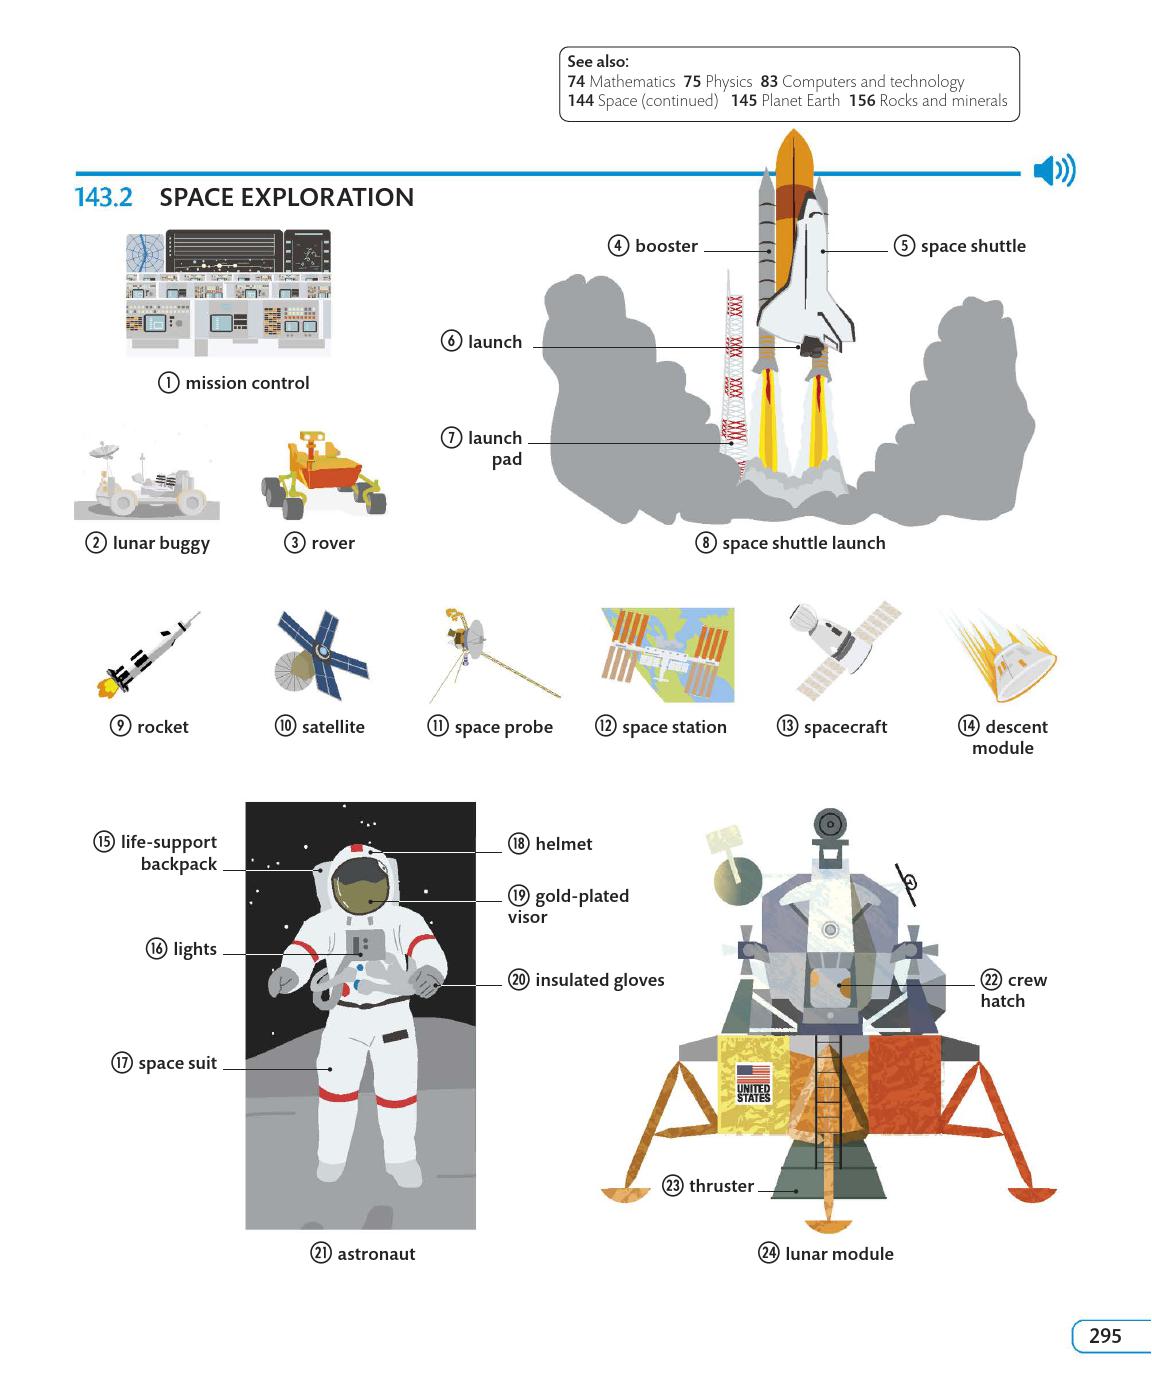 See also:
74 Mathematics 75 Physics 83 Computers and technology
144 Space (continued) 145 Planet Earth 156 Rocks and minerals
143.2 SPACE EXPLORATION
① mission control
② lunar buggy
③ rover
④ booster
⑤ space shuttle
⑥ launch
⑦ launch
pad
⑧ space shuttle launch
⑨ rocket
⑩ satellite
⑪ space probe
⑫ space station
⑬ spacecraft
⑭ descent
module
⑮ life-support
backpack
⑯ lights
⑰ space suit
⑱ helmet
⑲ gold-plated
visor
⑳ insulated gloves
㉑ astronaut
㉒ crew
hatch
UNITED
STATES
㉓ thruster
㉔ lunar module
295